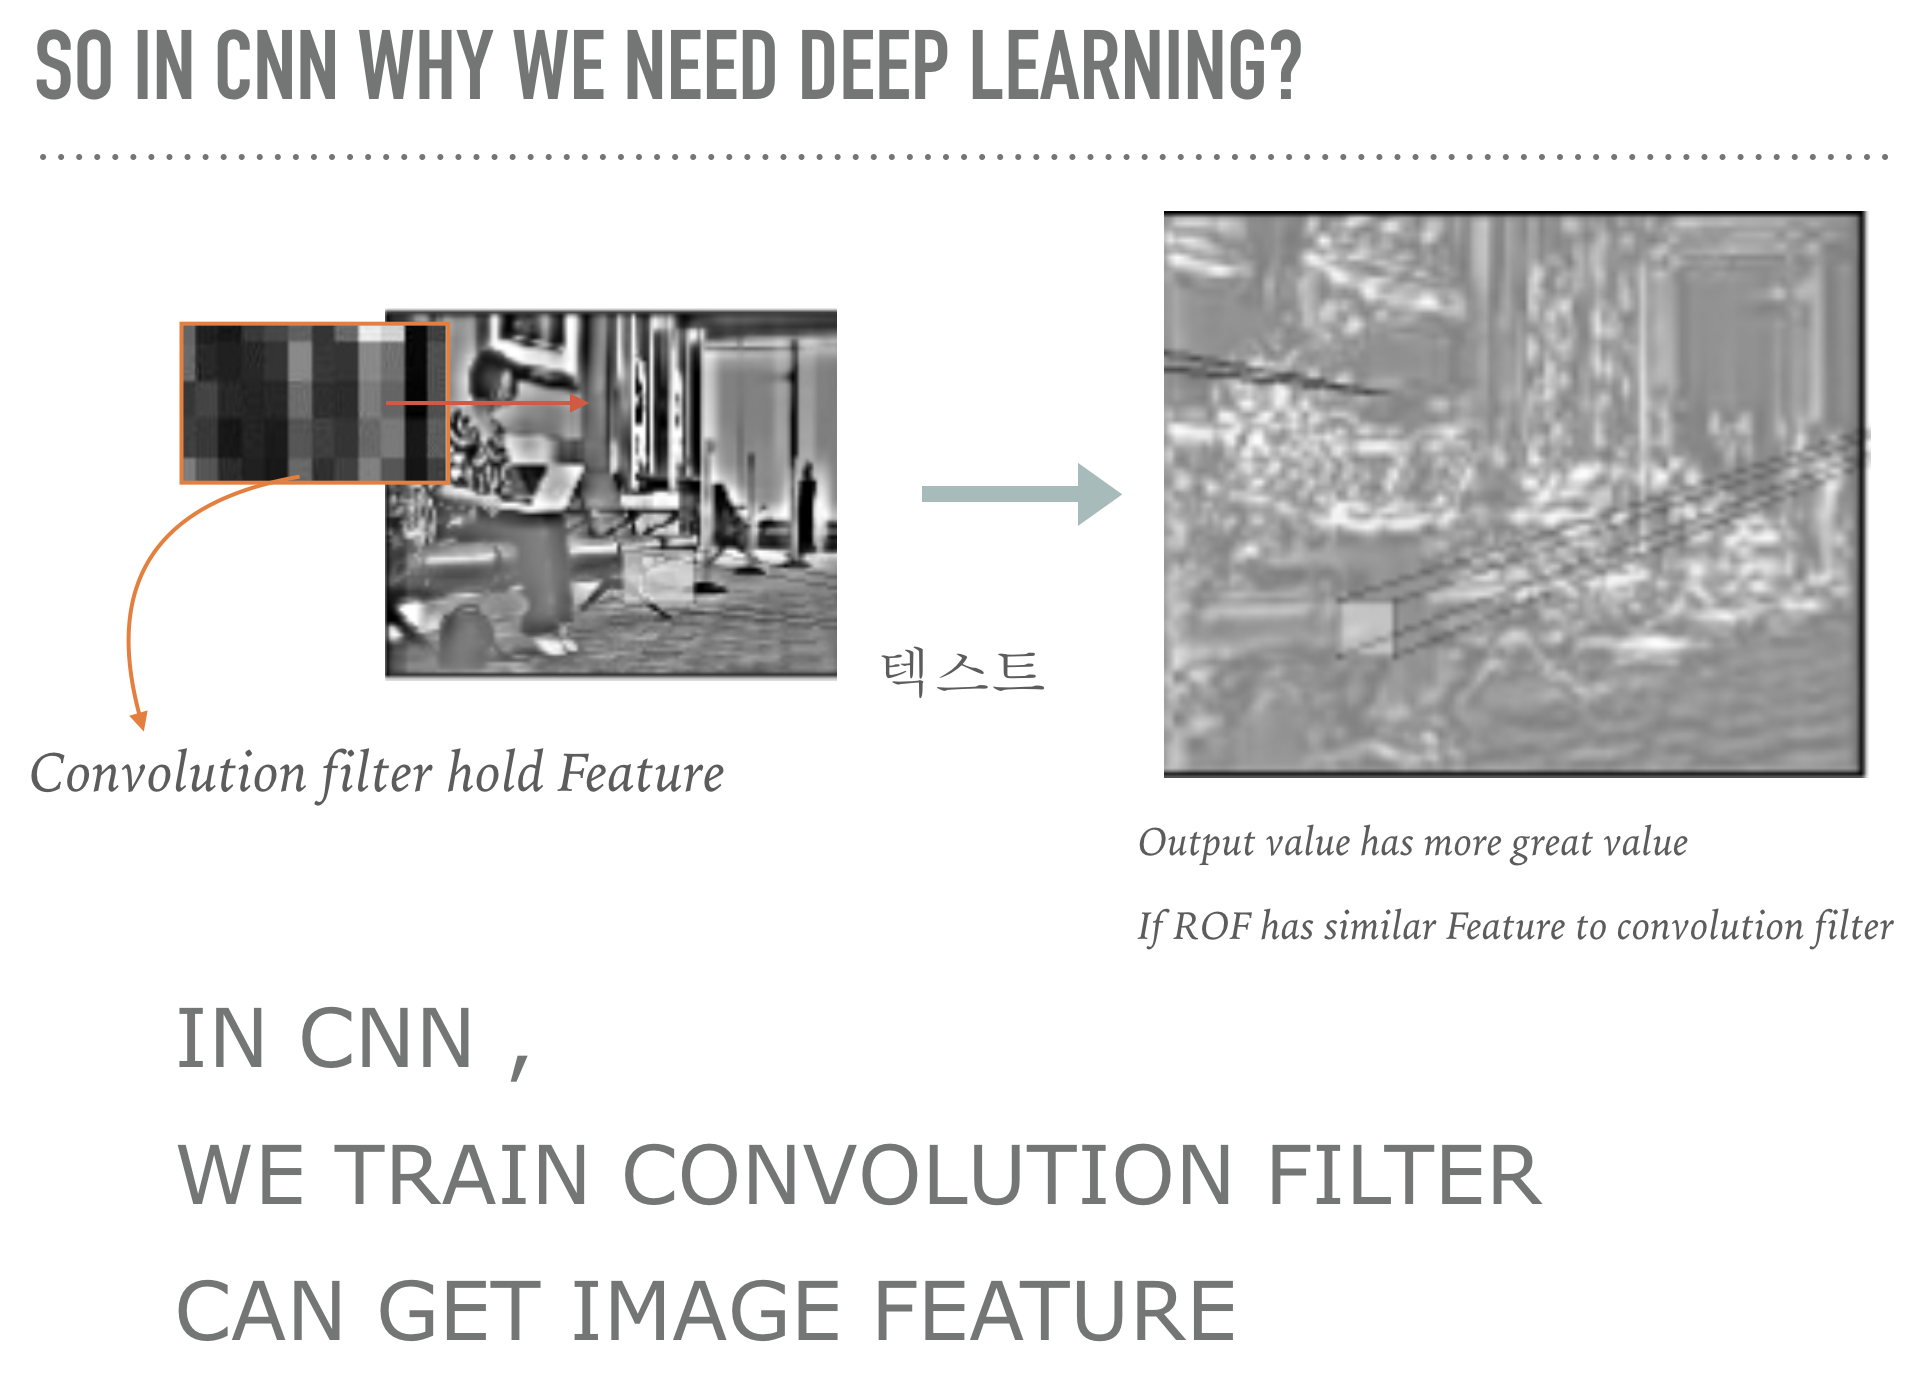 SO IN CNN WHY WE NEED DEEP LEARNING?
텍스트
Convolution filter hold Feature
Output value has more great value
If ROF has similar Feature to convolution filter
IN CNN ,
WE TRAIN CONVOLUTION FILTER
CAN GET IMAGE FEATURE